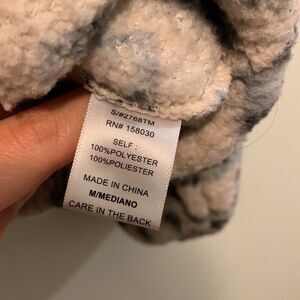 S/#2768TM
RN# 158030
SELF :
100%POLYESTER
100%POLIESTER
MADE IN CHINA
M/MEDIANO
CARE IN THE BACK